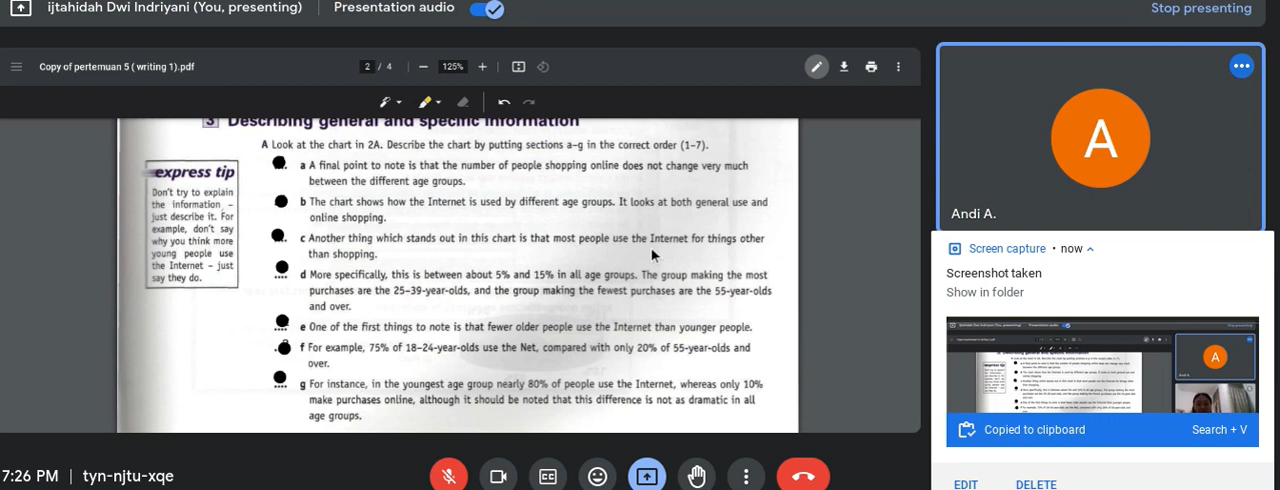 ijtahidah Dwi Indriyani (You, presenting)
Presentation audio
Stop presenting
Copy of pertemuan 5 ( writing 1).pdf
2 / 4
125%
3 Describing general and specific information
A Look at the chart in 2A. Describe the chart by putting sections a–g in the correct order (1–7).
express tip
Don't try to explain
the information –
just describe it. For
example, don't say
why you think more
young people use
the Internet – just
say they do.
a A final point to note is that the number of people shopping online does not change very much
between the different age groups.
b The chart shows how the Internet is used by different age groups. It looks at both general use and
online shopping.
c Another thing which stands out in this chart is that most people use the Internet for things other
than shopping.
d More specifically, this is between about 5% and 15% in all age groups. The group making the most
purchases are the 25–39-year-olds, and the group making the fewest purchases are the 55-year-olds
and over.
e One of the first things to note is that fewer older people use the Internet than younger people.
f For example, 75% of 18–24-year-olds use the Net, compared with only 20% of 55-year-olds and
over.
g For instance, in the youngest age group nearly 80% of people use the Internet, whereas only 10%
make purchases online, although it should be noted that this difference is not as dramatic in all
age groups.
A
Andi A.
Screen capture • now
Screenshot taken
Show in folder
Copied to clipboard
Search + V
EDIT
DELETE
7:26 PM | tyn-njtu-xqe